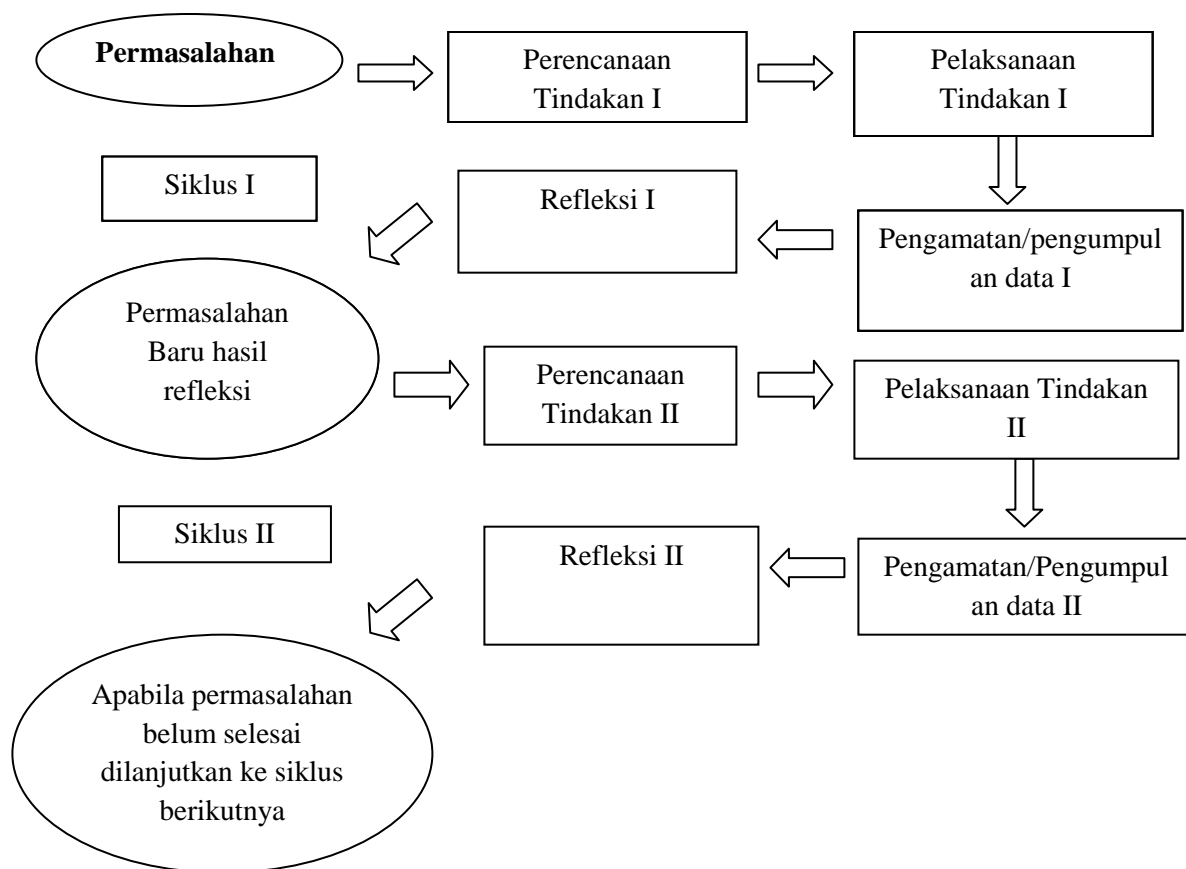 Permasalahan
Perencanaan
Tindakan I
Pelaksanaan
Tindakan I
Siklus I
Refleksi I
Pengamatan/pengumpul
an data I
Permasalahan
Baru hasil
refleksi
Perencanaan
Tindakan II
Pelaksanaan Tindakan
II
Siklus II
Refleksi II
Pengamatan/Pengumpul
an data II
Apabila permasalahan
belum selesai
dilanjutkan ke siklus
berikutnya